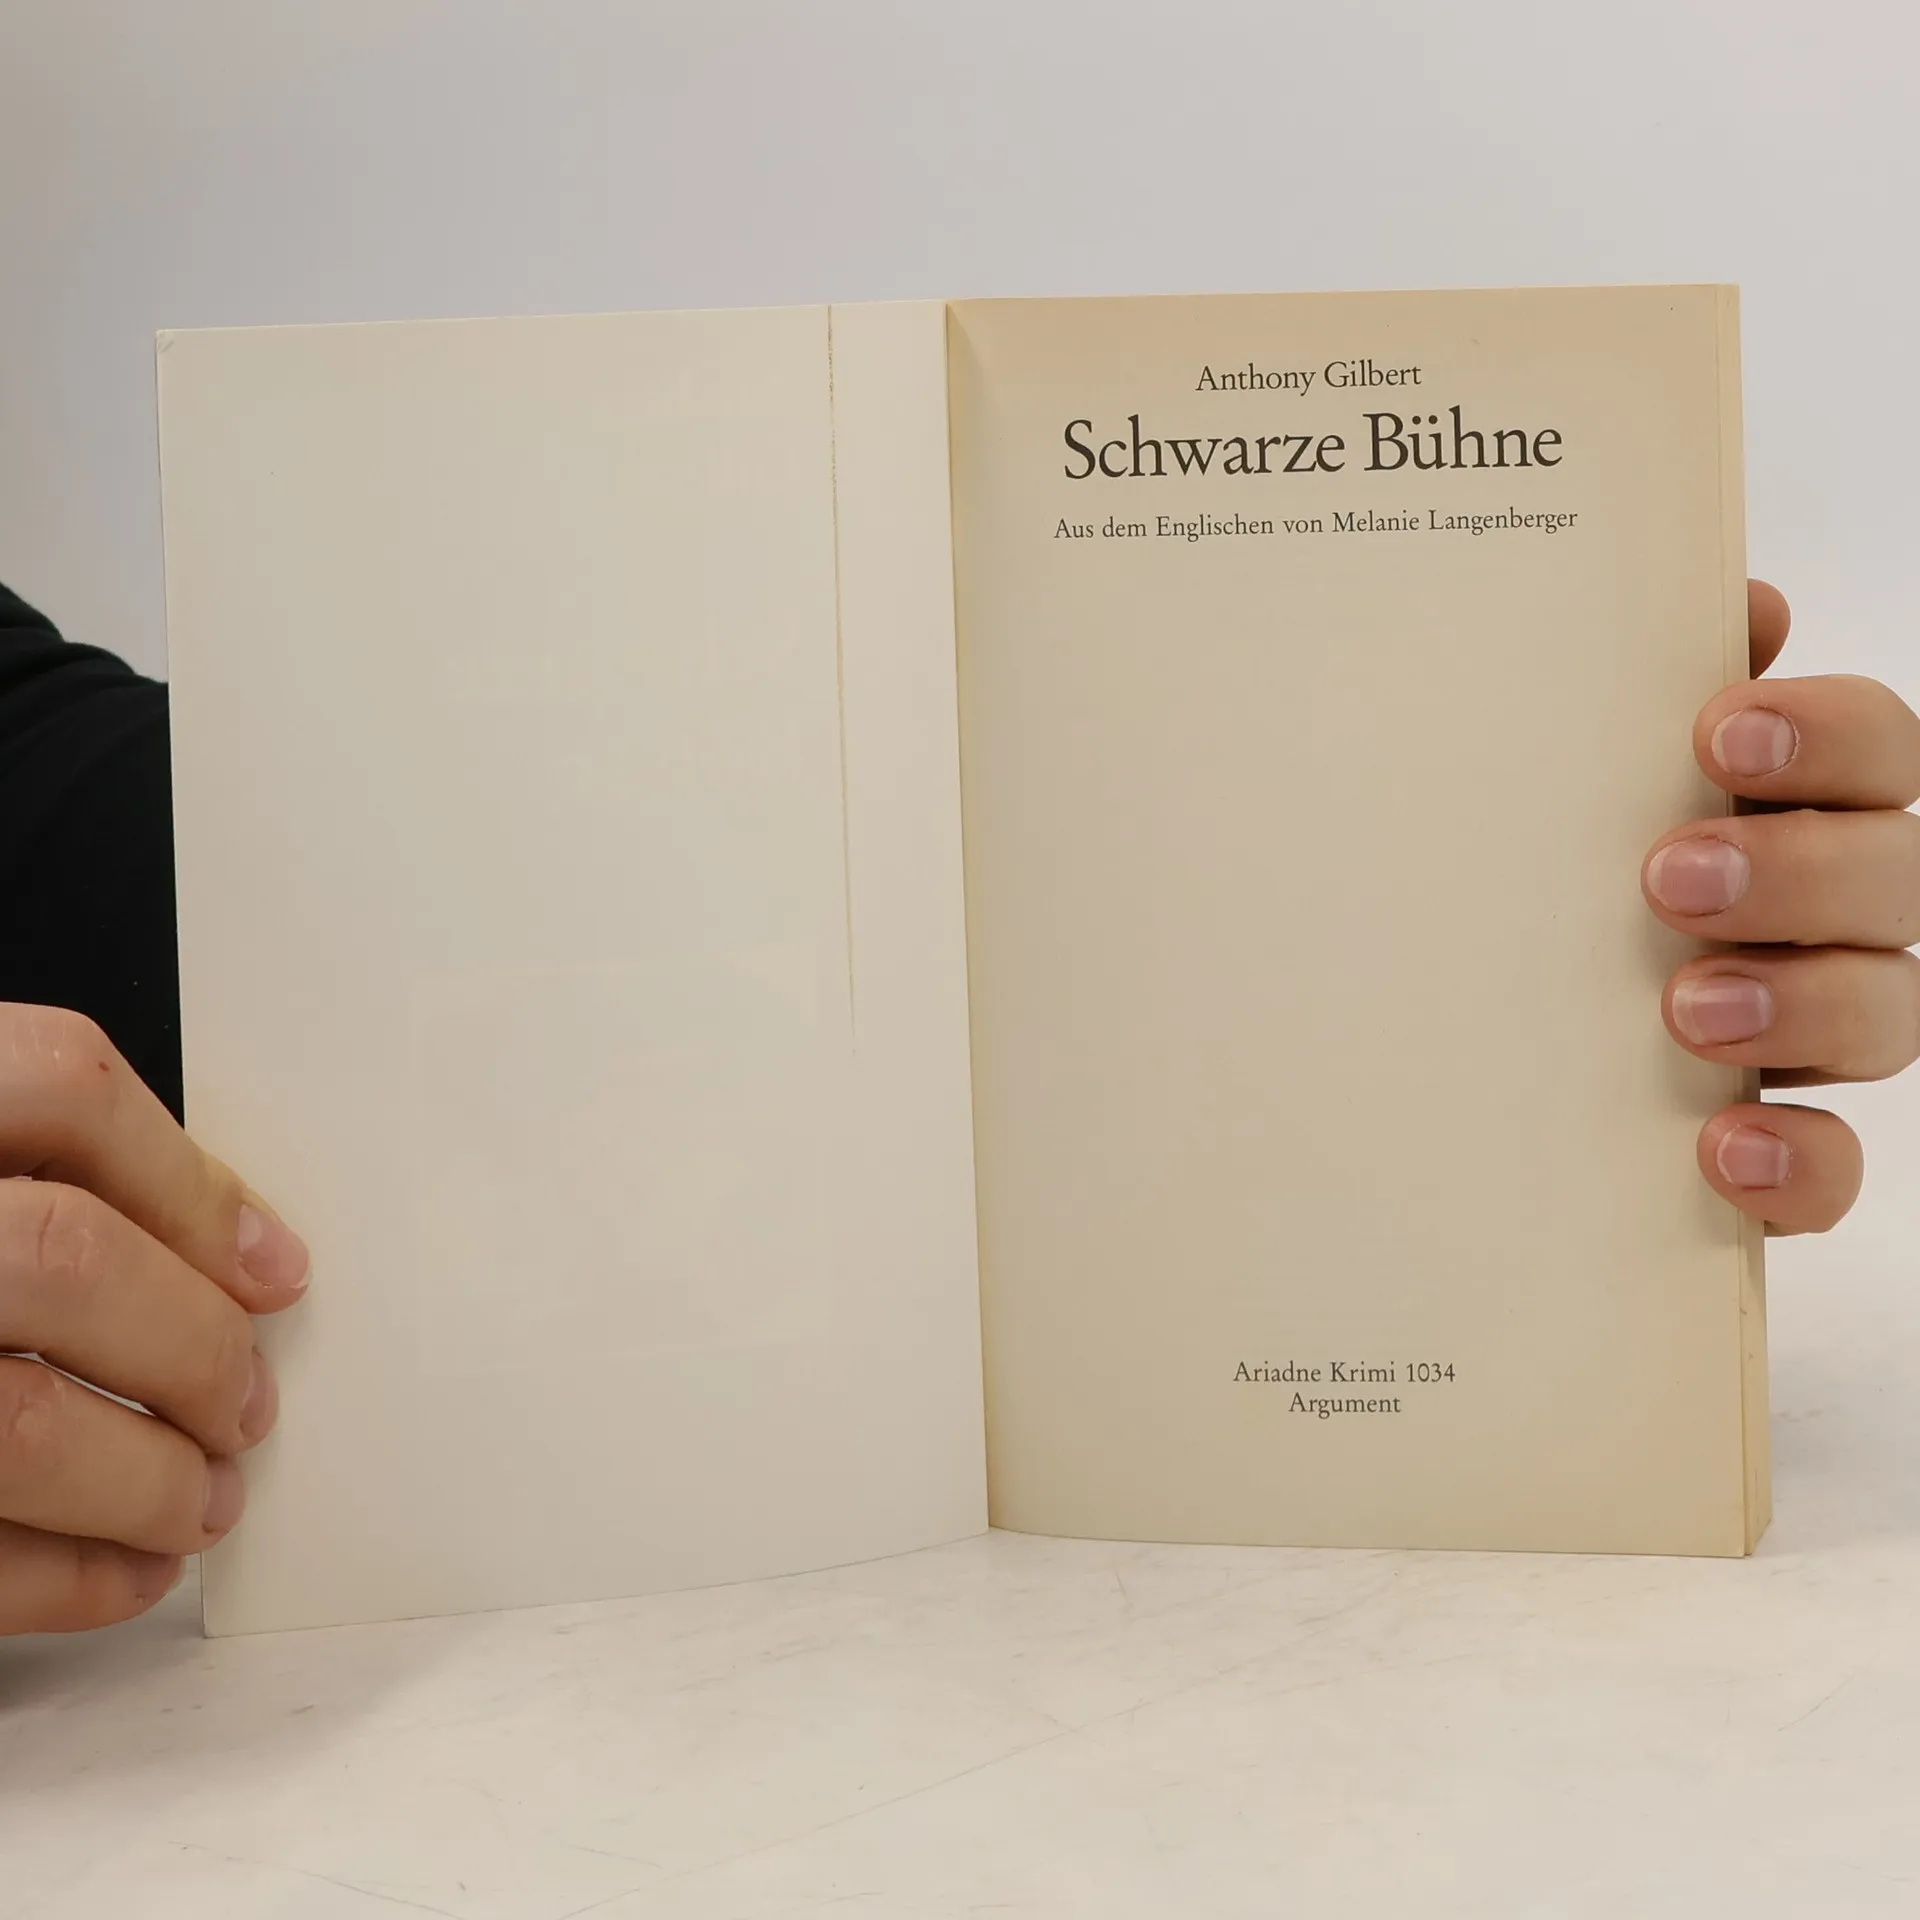 Anthony Gilbert
Schwarze Bühne
Aus dem Englischen von Melanie Langenberger
Ariadne Krimi 1034
Argument